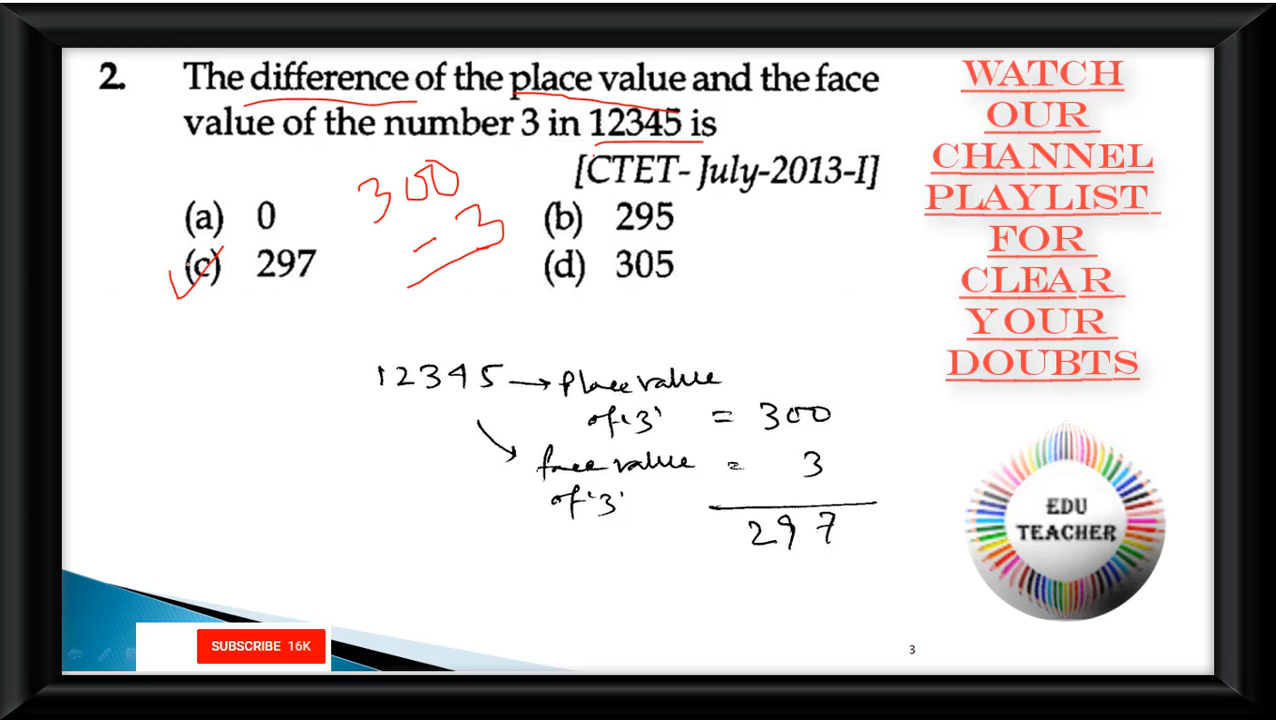 2. The difference of the place value and the face
value of the number 3 in 12345 is
[CTET- July-2013-I]
(a) 0 (b) 295
(c) 297 (d) 305
300
- 3
12345 → Place value
of '3' = 300
face value = 3
of '3'
297
WATCH
OUR
CHANNEL
PLAYLIST
FOR
CLEAR
YOUR
DOUBTS
EDU
TEACHER
SUBSCRIBE 16K
3